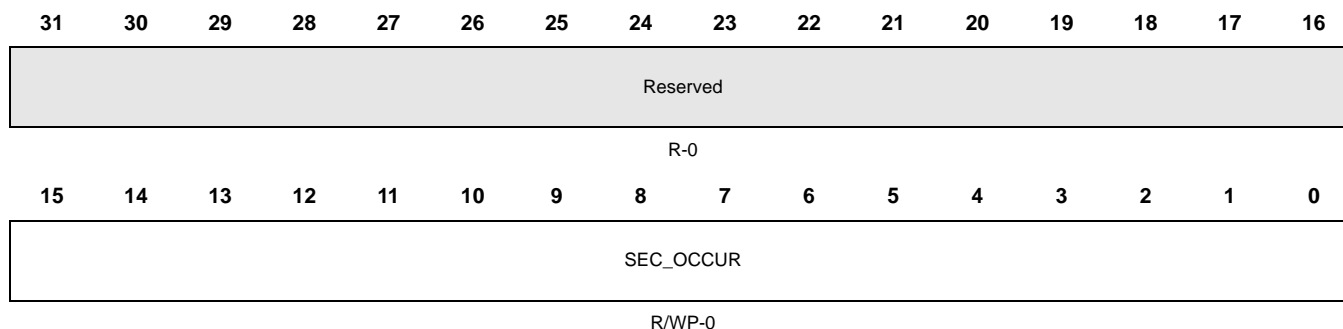 31 30 29 28 27 26 25 24 23 22 21 20 19 18 17 16
Reserved
R-0
15 14 13 12 11 10 9 8 7 6 5 4 3 2 1 0
SEC_OCCUR
R/WP-0